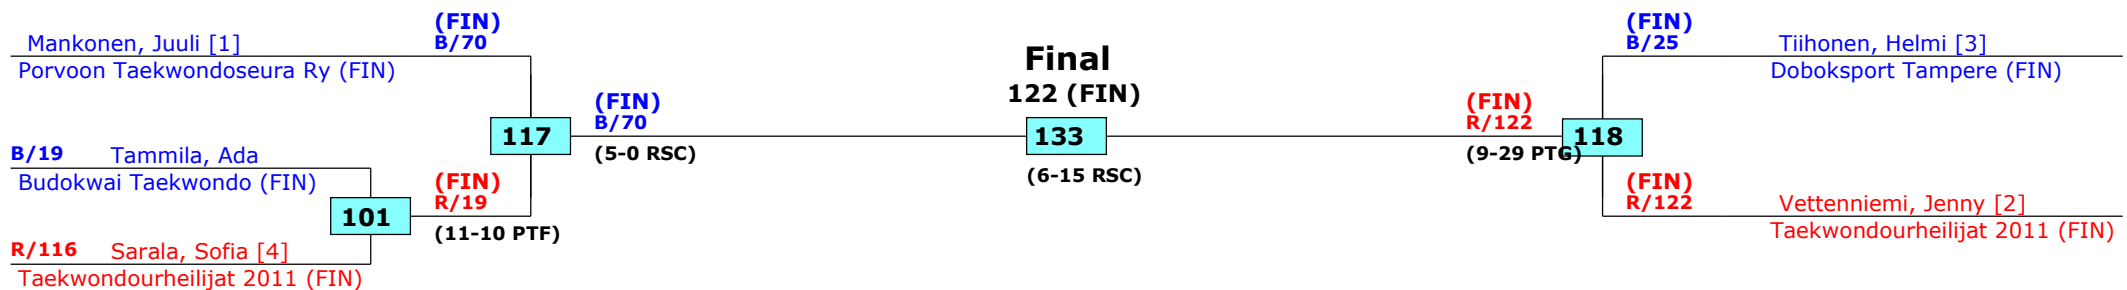 (FIN)
B/70
Mankonen, Juuli [1]
Porvoon Taekwondoseura Ry (FIN)
B/19 Tammila, Ada
Budokwai Taekwondo (FIN)
101
R/116 Sarala, Sofia [4]
Taekwondourheilijat 2011 (FIN)
(FIN)
R/19
(11-10 PTF)
117
(FIN)
B/70
(5-0 RSC)
Final
122 (FIN)
133
(6-15 RSC)
(FIN)
R/122
(9-29 PTG)
118
(FIN)
B/25
Tiihonen, Helmi [3]
Doboksport Tampere (FIN)
(FIN)
R/122
Vettenniemi, Jenny [2]
Taekwondourheilijat 2011 (FIN)